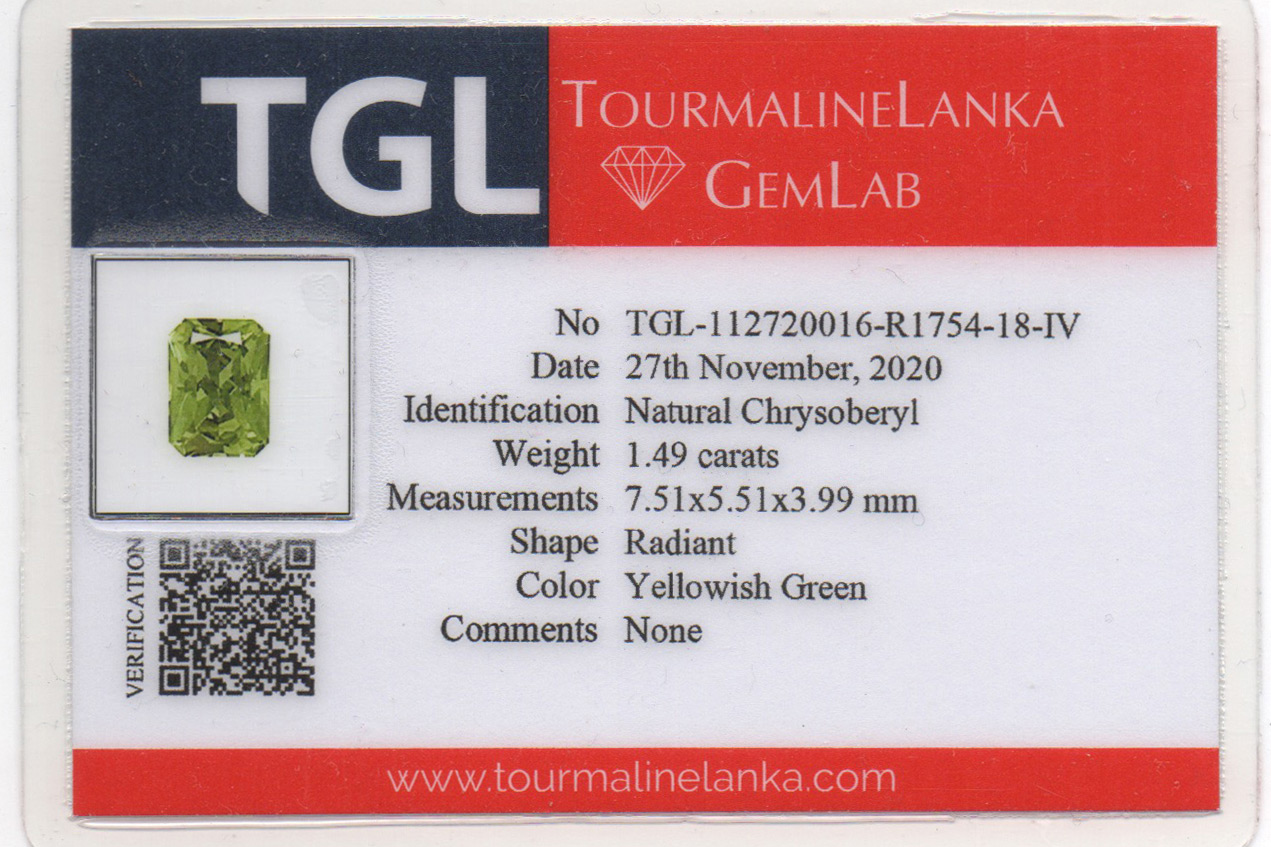 TGL
TOURMALINELANKA
GEMLAB
No TGL-112720016-R1754-18-IV
Date 27th November, 2020
Identification Natural Chrysoberyl
Weight 1.49 carats
Measurements 7.51x5.51x3.99 mm
Shape Radiant
Color Yellowish Green
Comments None
VERIFICATION
www.tourmalinelanka.com